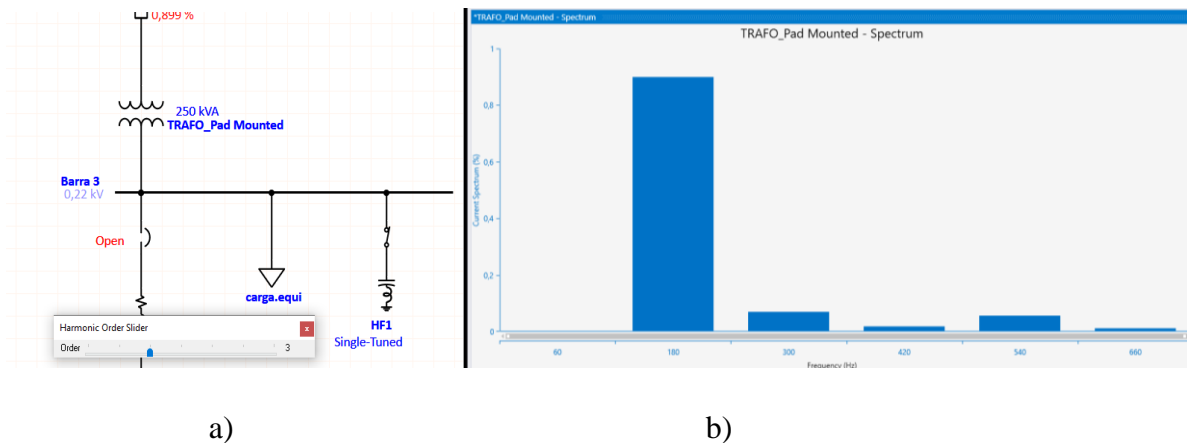 0,899 %
250 kVA
TRAFO_Pad Mounted
Barra 3
0,22 kV
Open
carga.equi
HF1
Single-Tuned
Harmonic Order Slider
x
Order
3
*TRAFO_Pad Mounted - Spectrum
TRAFO_Pad Mounted - Spectrum
Current Spectrum (%)
1
0,8
0,6
0,4
0,2
0
60 180 300 420 540 660
Frequency (Hz)
a) b)